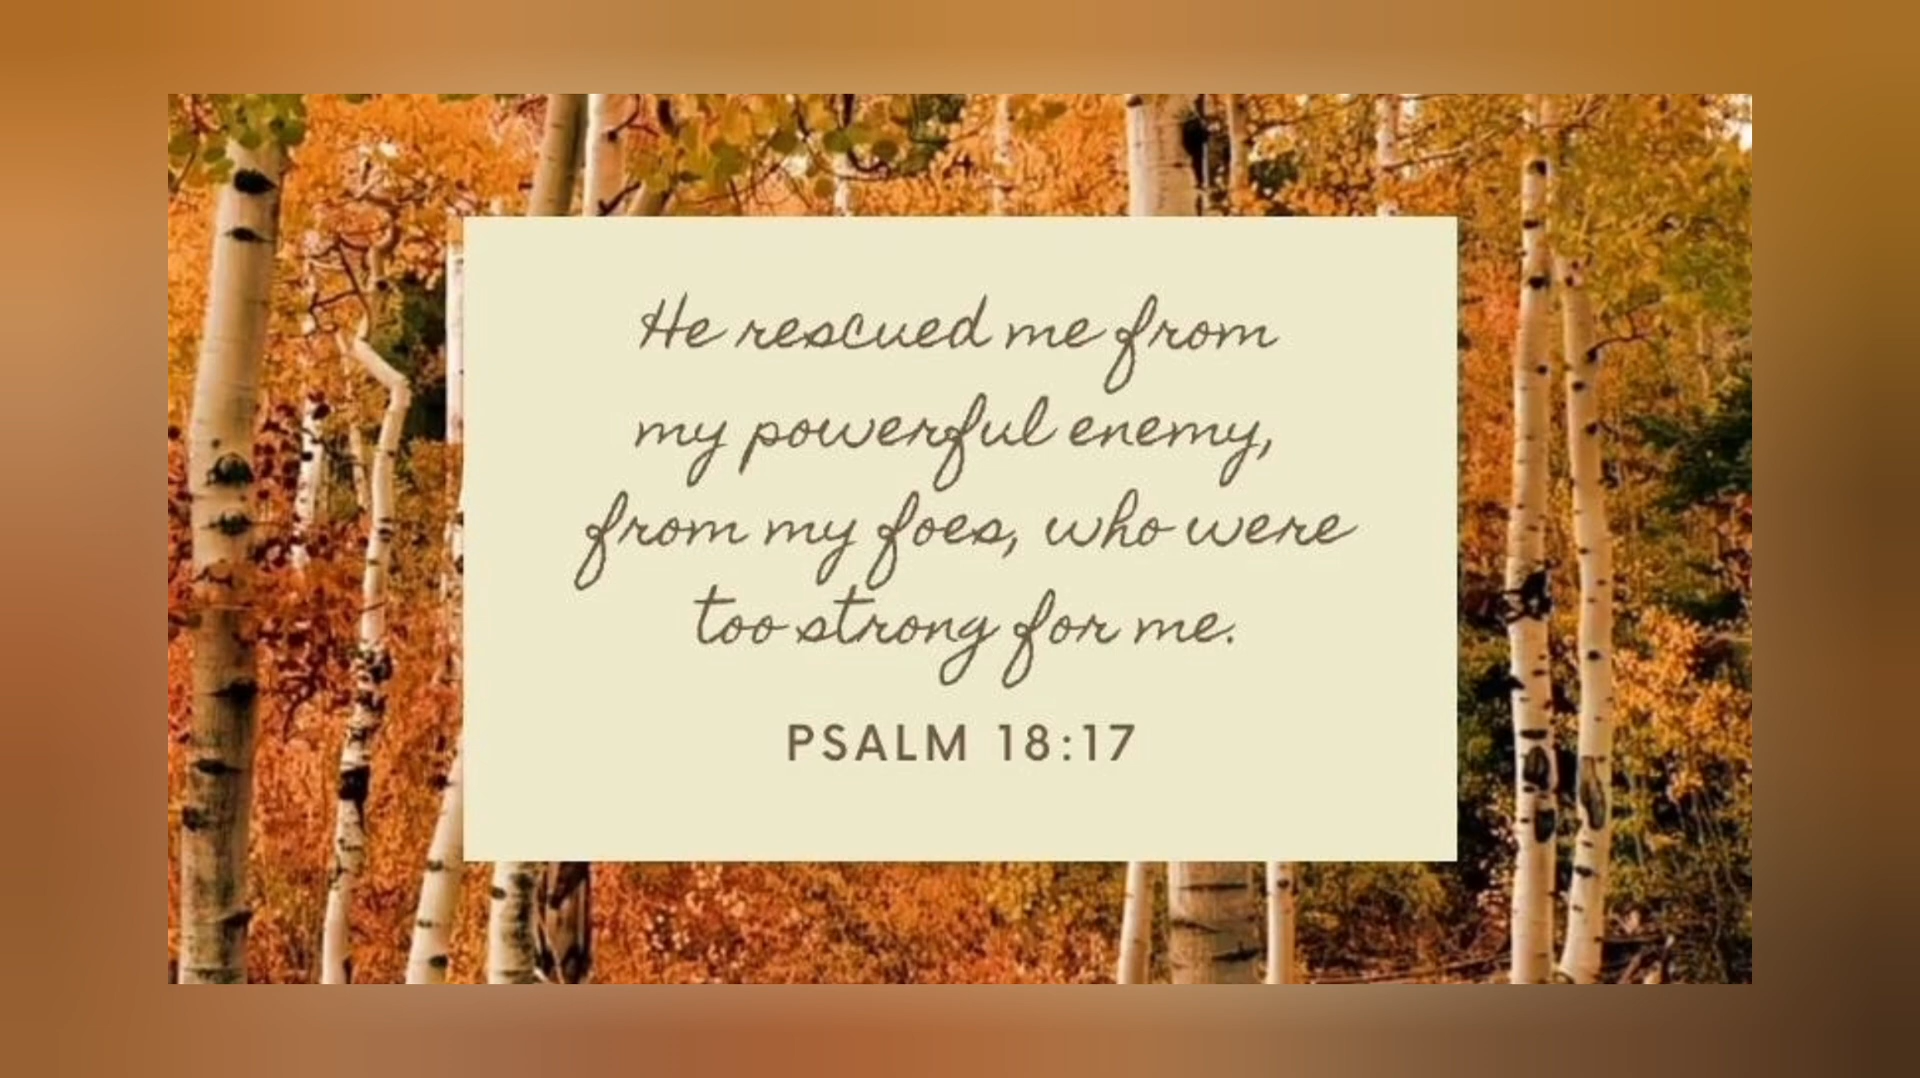 He rescued me from
my powerful enemy,
from my foes, who were
too strong for me.
PSALM 18:17